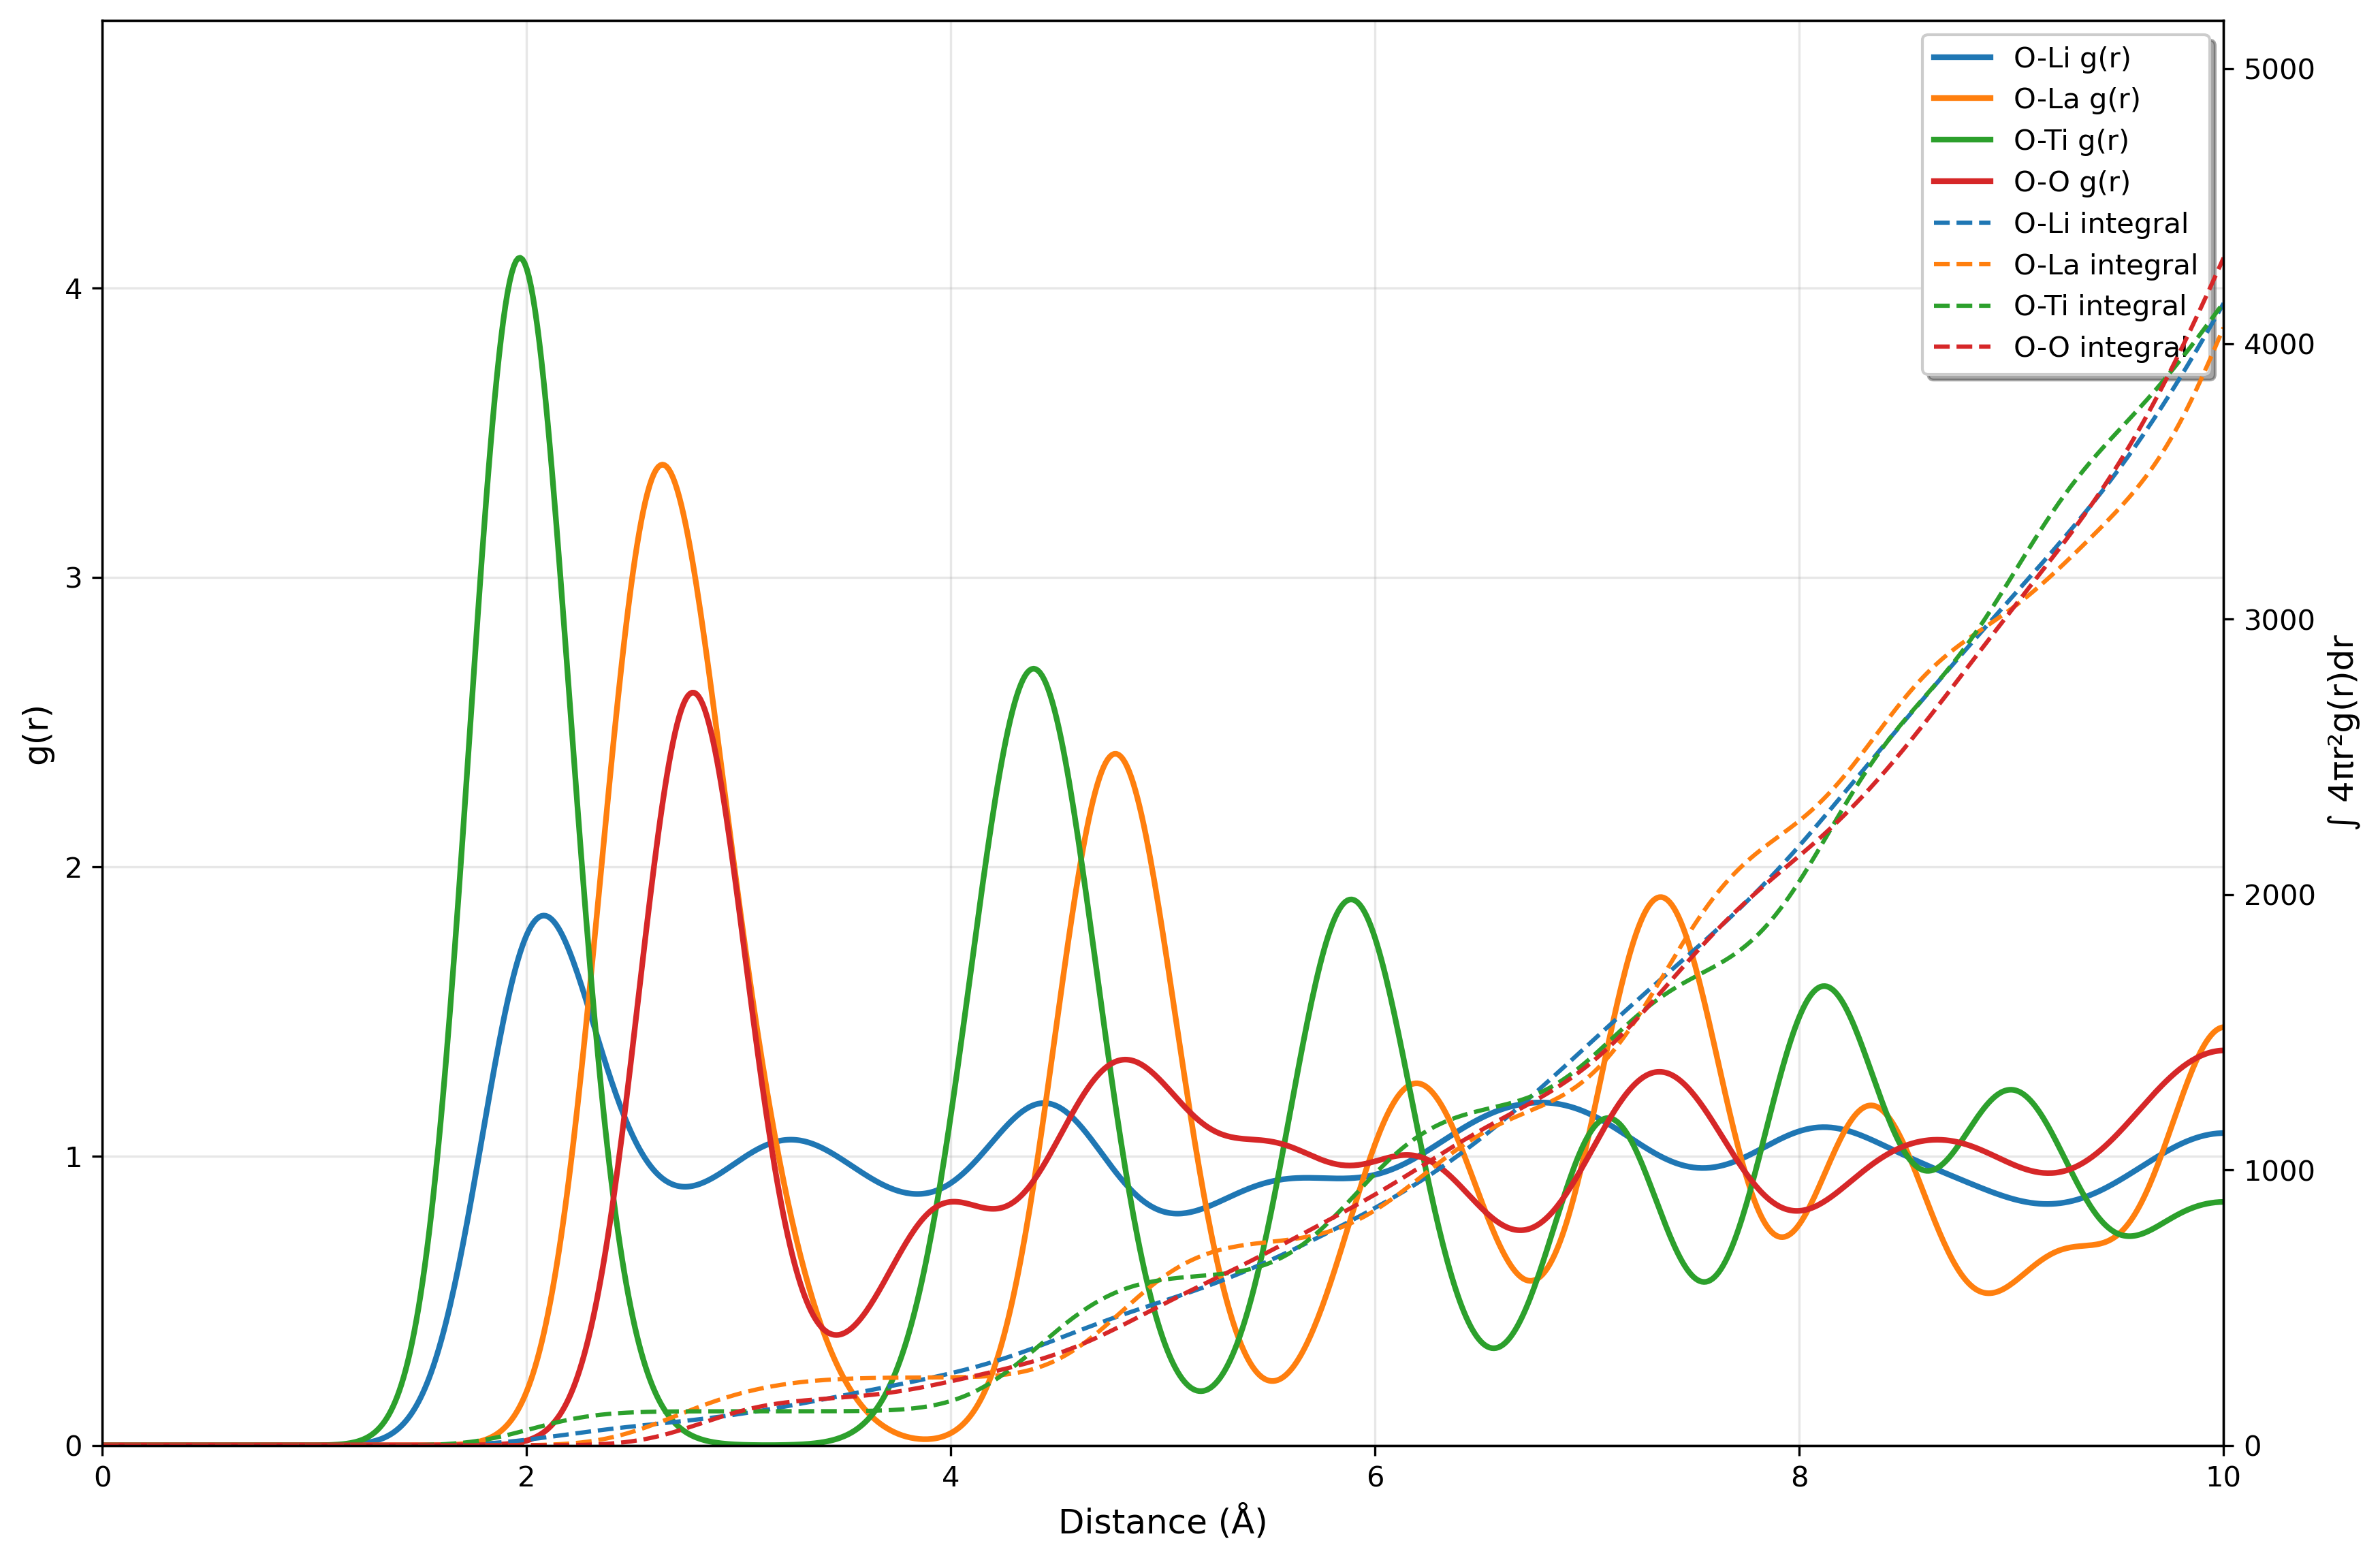 O-Li g(r)
O-La g(r)
O-Ti g(r)
O-O g(r)
O-Li integral
O-La integral
O-Ti integral
O-O integral
g(r)
4
3
2
1
0
5000
4000
3000
2000
1000
0
∫ 4πr²g(r)dr
0
2
4
6
8
10
Distance (Å)